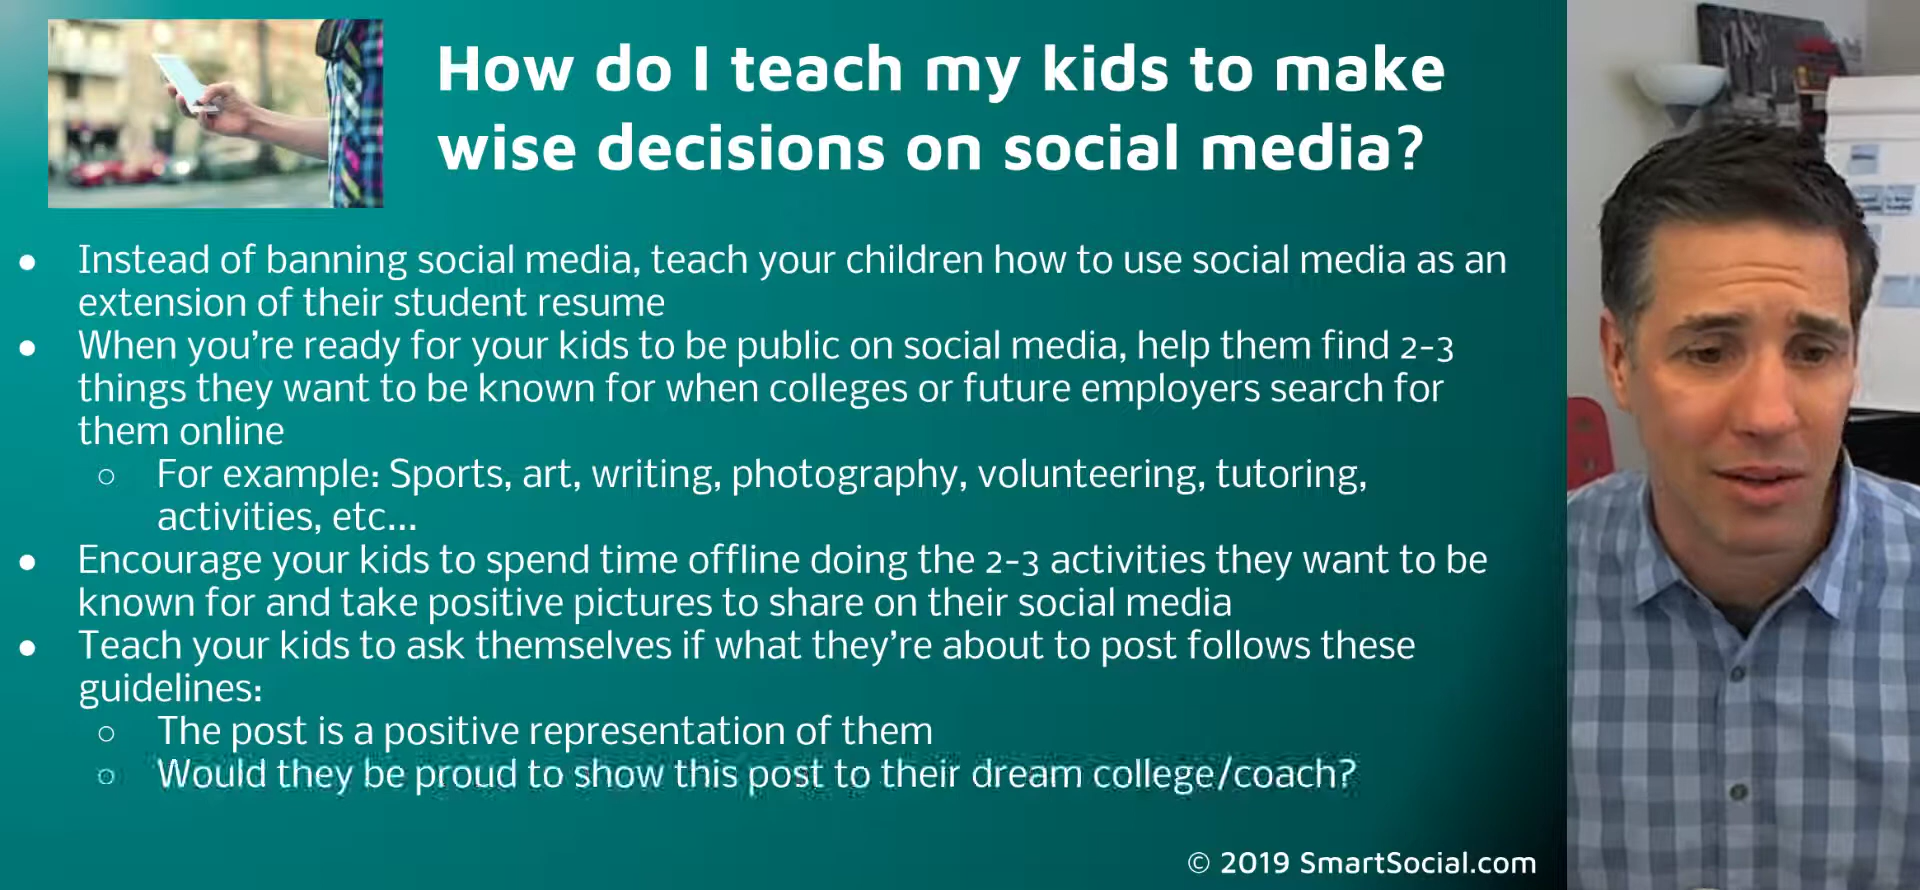 How do I teach my kids to make
wise decisions on social media?
● Instead of banning social media, teach your children how to use social media as an
extension of their student resume
● When you’re ready for your kids to be public on social media, help them find 2-3
things they want to be known for when colleges or future employers search for
them online
○ For example: Sports, art, writing, photography, volunteering, tutoring,
activities, etc...
● Encourage your kids to spend time offline doing the 2-3 activities they want to be
known for and take positive pictures to share on their social media
● Teach your kids to ask themselves if what they’re about to post follows these
guidelines:
○ The post is a positive representation of them
○ Would they be proud to show this post to their dream college/coach?
© 2019 SmartSocial.com